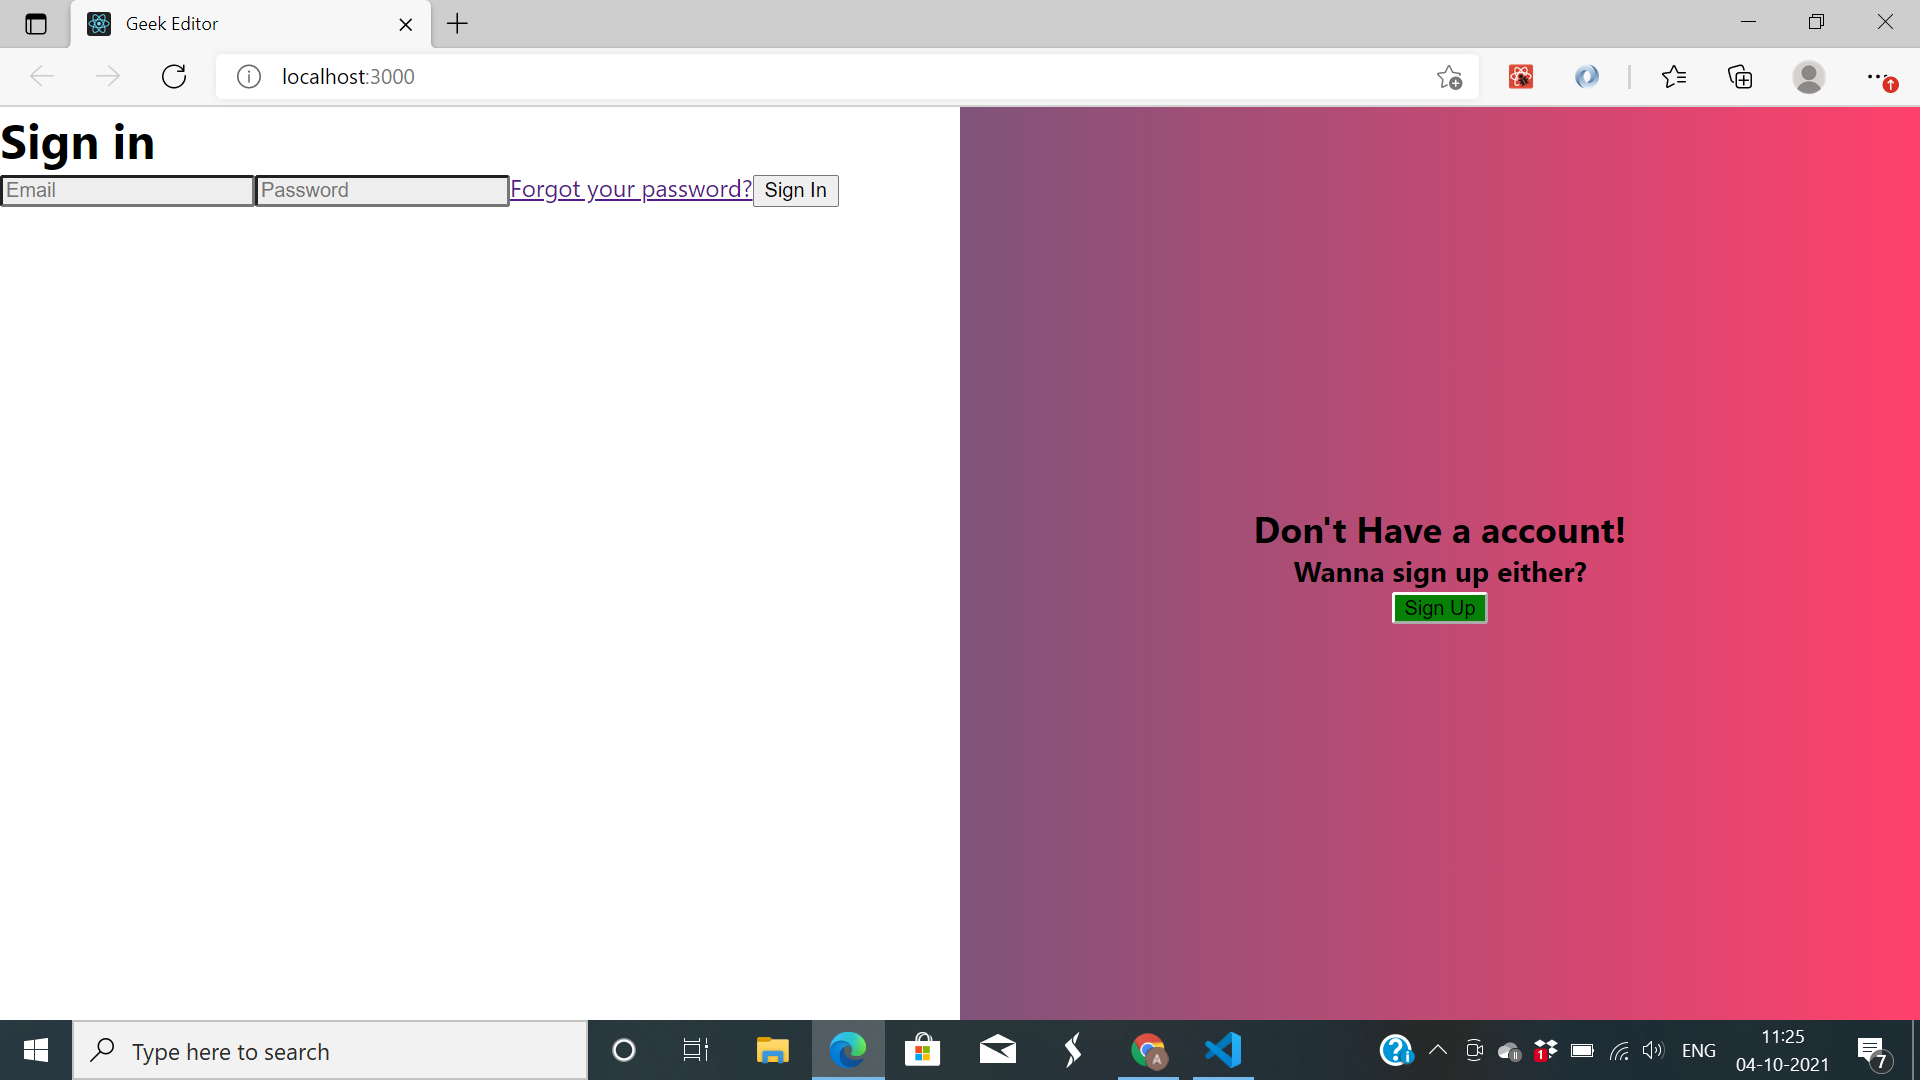 Geek Editor
localhost:3000
Sign in
Email Password Forgot your password? Sign In
Don't Have a account!
Wanna sign up either?
Sign Up
Type here to search
A
1
ENG
11:25
04-10-2021
7